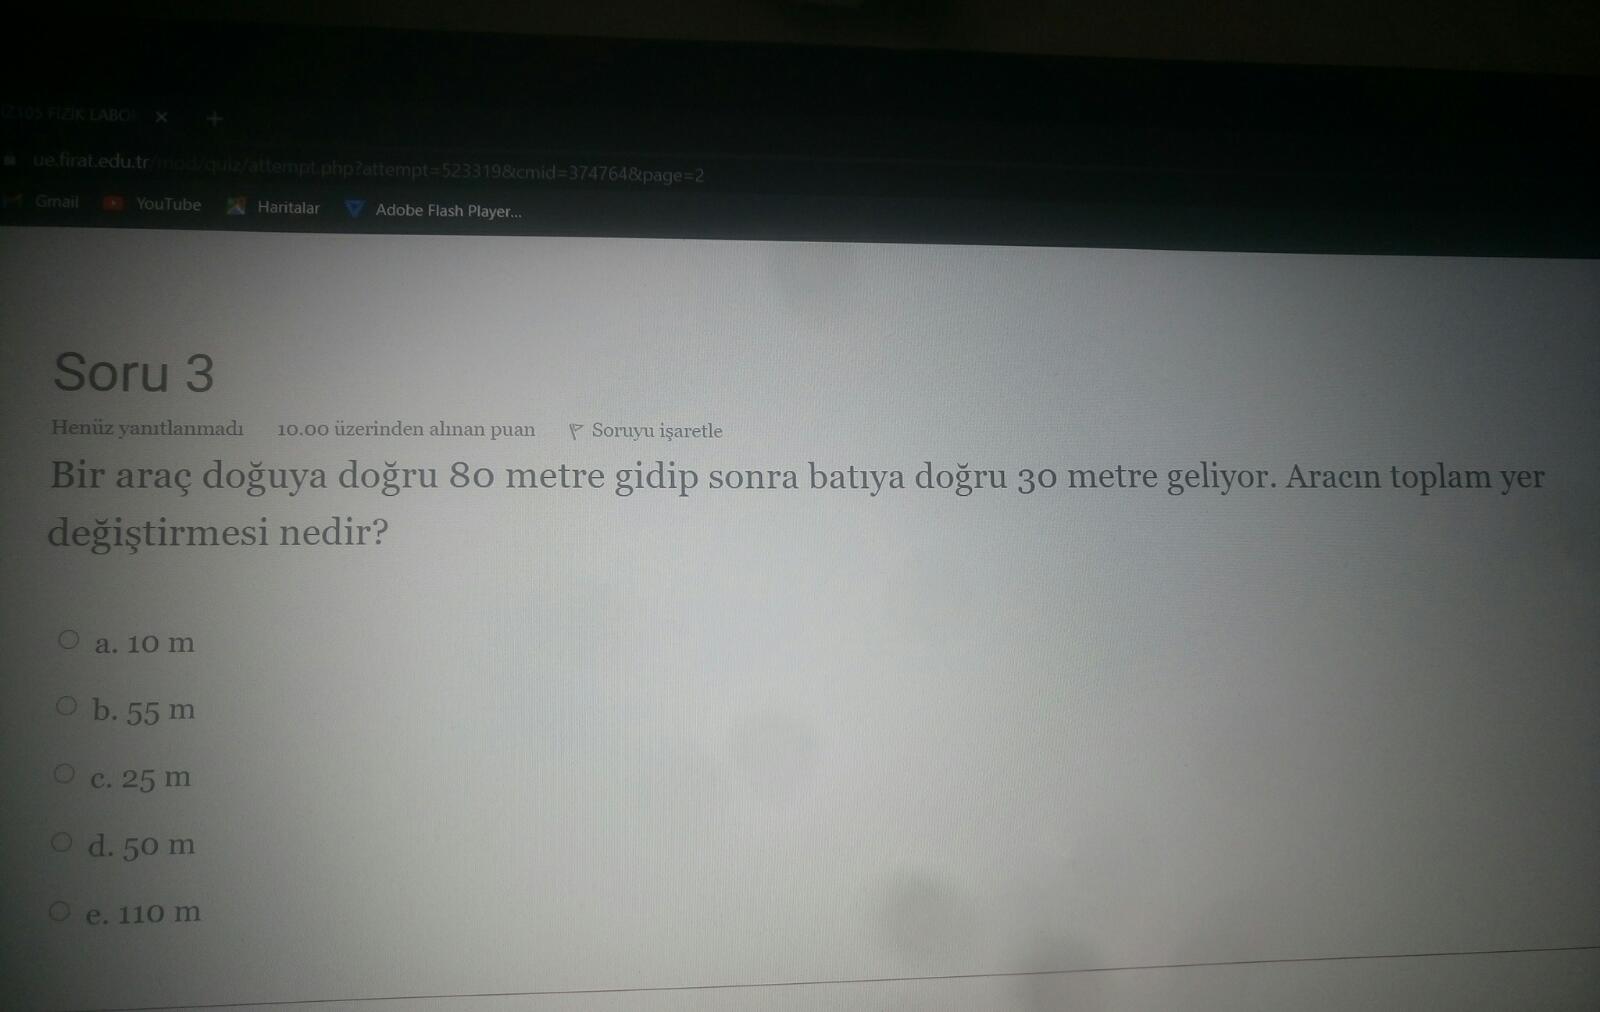 FİZİK LABO
ue.firat.edu.tr/mod/quiz/attempt.php?attempt=523319&cmid=374764&page=2
Gmail YouTube Haritalar Adobe Flash Player...
Soru 3
Henüz yanıtlanmadı 10.00 üzerinden alınan puan Soruyu işaretle
Bir araç doğuya doğru 80 metre gidip sonra batıya doğru 30 metre geliyor. Aracın toplam yer
değiştirmesi nedir?
a. 10 m
b. 55 m
c. 25 m
d. 50 m
e. 110 m